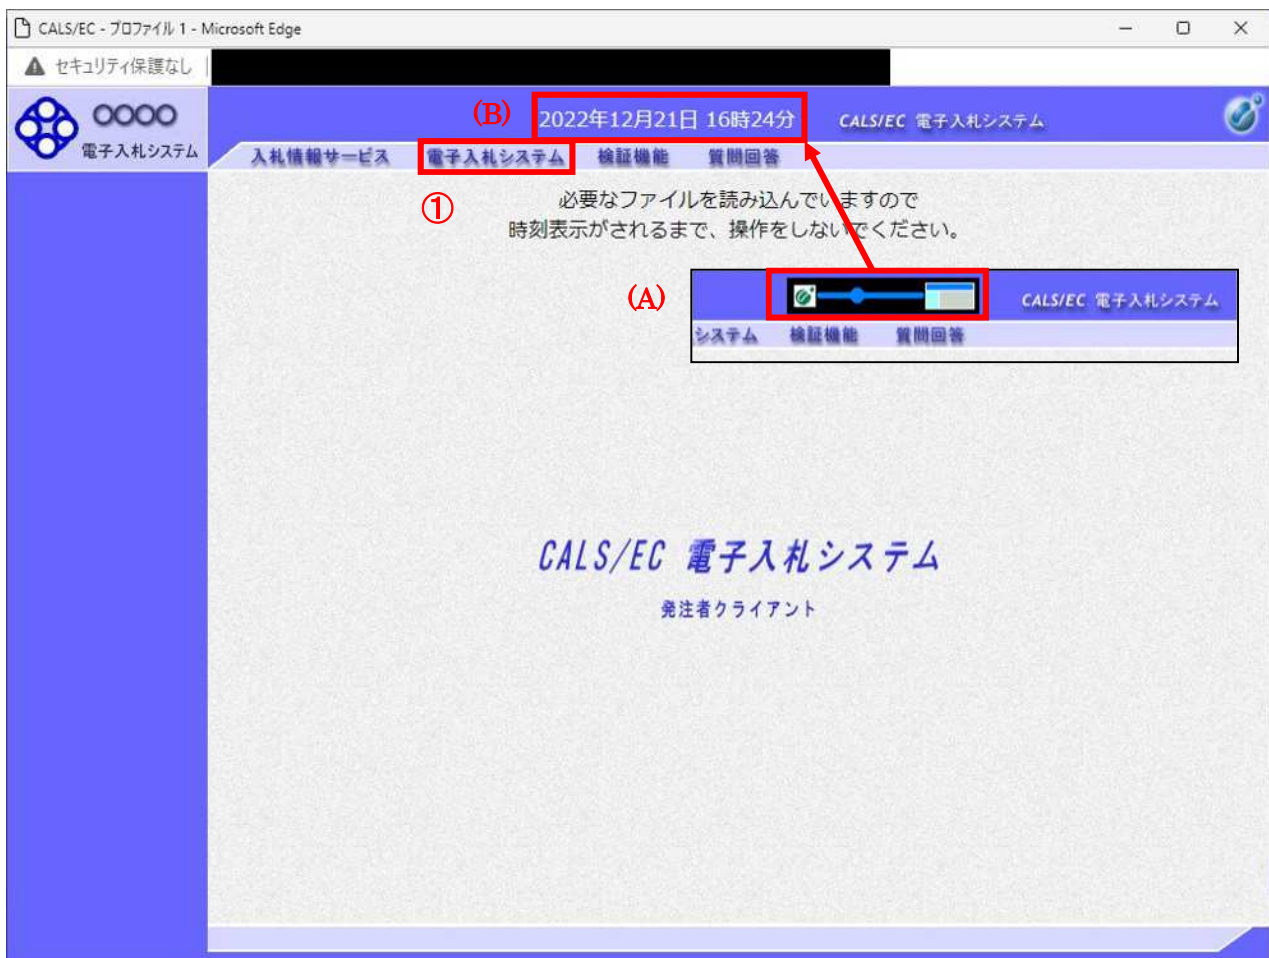 CALS/EC - プロファイル 1 - Microsoft Edge
セキュリティ保護なし
〇〇〇〇
電子入札システム
(B)
2022年12月21日 16時24分
CALS/EC 電子入札システム
入札情報サービス 電子入札システム 検証機能 質問回答
①
必要なファイルを読み込んでいますので
時刻表示がされるまで、操作をしないでください。
(A)
CALS/EC 電子入札システム
システム 検証機能 質問回答
CALS/EC 電子入札システム
発注者クライアント